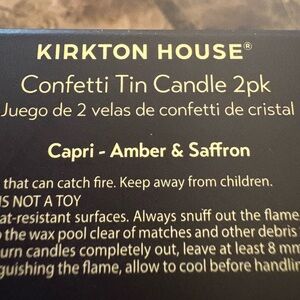 KIRKTON HOUSE®
Confetti Tin Candle 2pk
Juego de 2 velas de confetti de cristal
Capri - Amber & Saffron
that can catch fire. Keep away from children.
IS NOT A TOY
at-resistant surfaces. Always snuff out the flame
the wax pool clear of matches and other debris
urn candles completely out, leave at least 8 mm
guishing the flame, allow to cool before handlin